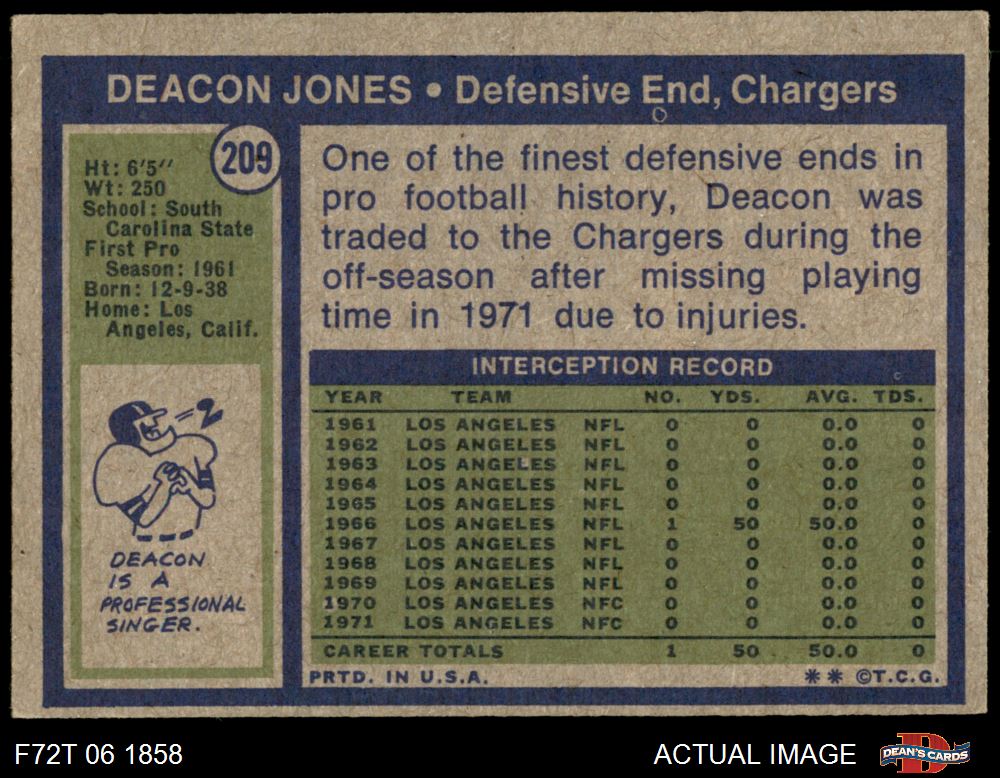 DEACON JONES • Defensive End, Chargers
209
Ht: 6'5''
Wt: 250
School: South
Carolina State
First Pro
Season: 1961
Born: 12-9-38
Home: Los
Angeles, Calif.
DEACON
IS A
PROFESSIONAL
SINGER.
One of the finest defensive ends in
pro football history, Deacon was
traded to the Chargers during the
off-season after missing playing
time in 1971 due to injuries.
INTERCEPTION RECORD
YEAR TEAM NO. YDS. AVG. TDS.
1961 LOS ANGELES NFL 0 0 0.0 0
1962 LOS ANGELES NFL 0 0 0.0 0
1963 LOS ANGELES NFL 0 0 0.0 0
1964 LOS ANGELES NFL 0 0 0.0 0
1965 LOS ANGELES NFL 0 0 0.0 0
1966 LOS ANGELES NFL 1 50 50.0 0
1967 LOS ANGELES NFL 0 0 0.0 0
1968 LOS ANGELES NFL 0 0 0.0 0
1969 LOS ANGELES NFL 0 0 0.0 0
1970 LOS ANGELES NFC 0 0 0.0 0
1971 LOS ANGELES NFC 0 0 0.0 0
CAREER TOTALS 1 50 50.0 0
PRTD. IN U.S.A. ** ©T.C.G.
F72T 06 1858 ACTUAL IMAGE
D
DEAN'S CARDS